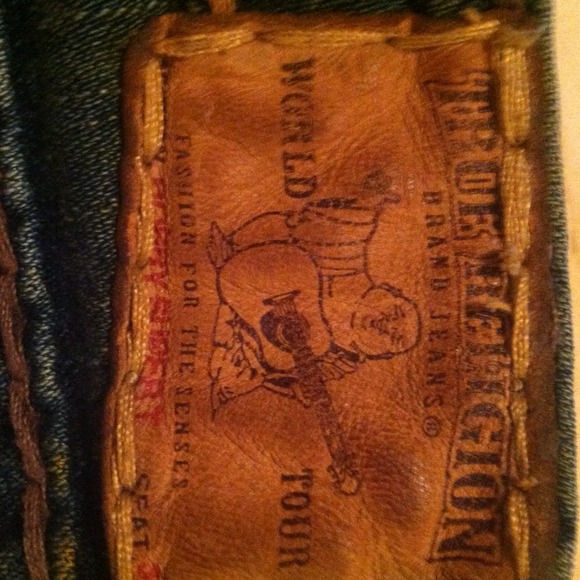 TRUE RELIGION
BRAND JEANS®
WORLD TOUR
FASHION FOR THE SENSES
SEAT